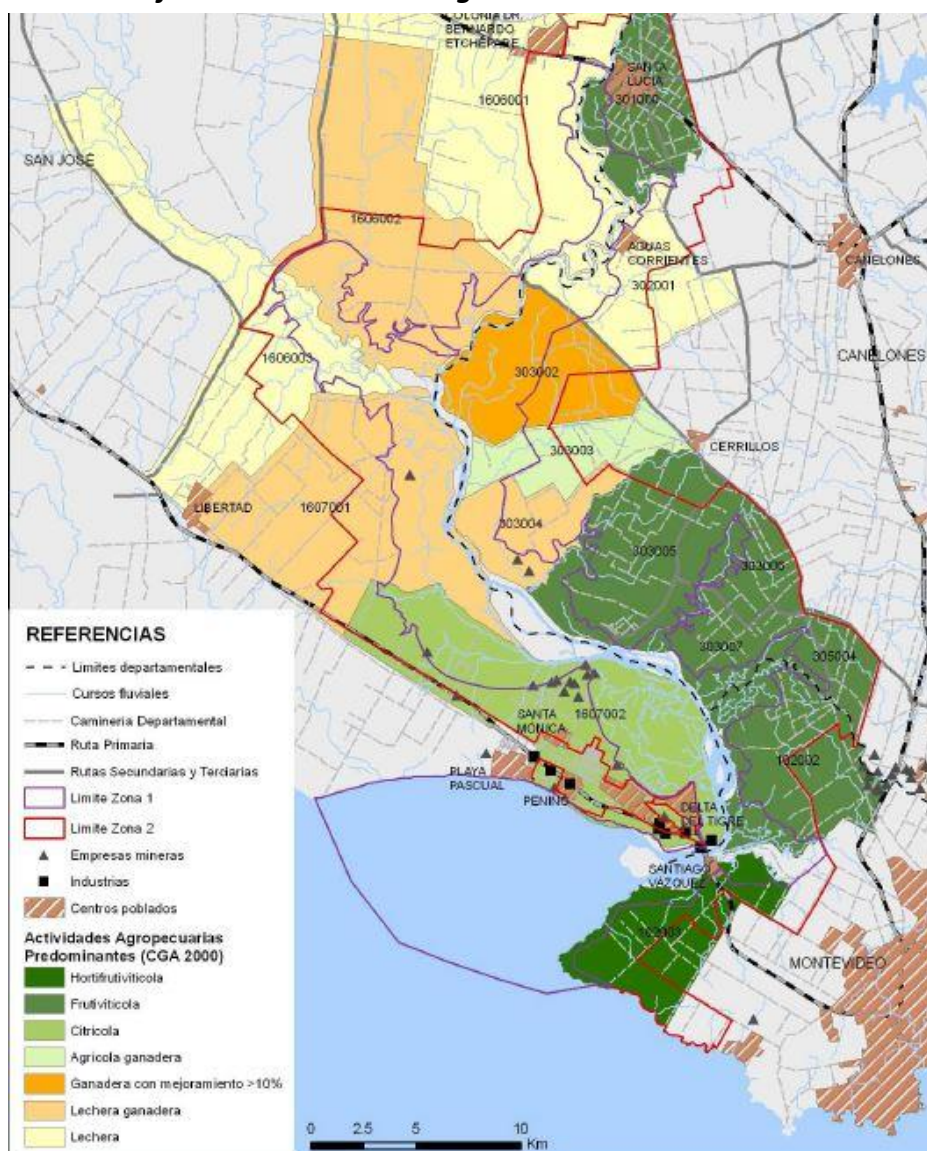 COLONIA DR.
BERNARDO
ETCHEPARE
SANTA
LUCIA
1606001
301000
SAN JOSÉ
1606002
AGUAS
CORRIENTES
CANELONES
302001
1606003
303002
CANELONES
303003
CERRILLOS
LIBERTAD
1607001
303004
303005
303006
303007
305004
SANTA
MÓNICA
1607002
102002
PLAYA
PASCUAL
PENINO
DELTA
DEL TIGRE
SANTIAGO
VÁZQUEZ
MONTEVIDEO
REFERENCIAS
Límites departamentales
Cursos fluviales
Caminería Departamental
Ruta Primaria
Rutas Secundarias y Terciarias
Limite Zona 1
Limite Zona 2
Empresas mineras
Industrias
Centros poblados
Actividades Agropecuarias
Predominantes (CGA 2000)
Hortifrutivitícola
Frutivitícola
Citrícola
Agrícola ganadera
Ganadera con mejoramiento >10%
Lechera ganadera
Lechera
0 2.5 5 10
Km